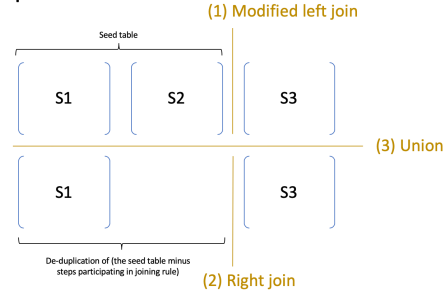 (1) Modified left join
Seed table
S1
S2
S3
(3) Union
S1
S3
De-duplication of (the seed table minus
steps participating in joining rule)
(2) Right join